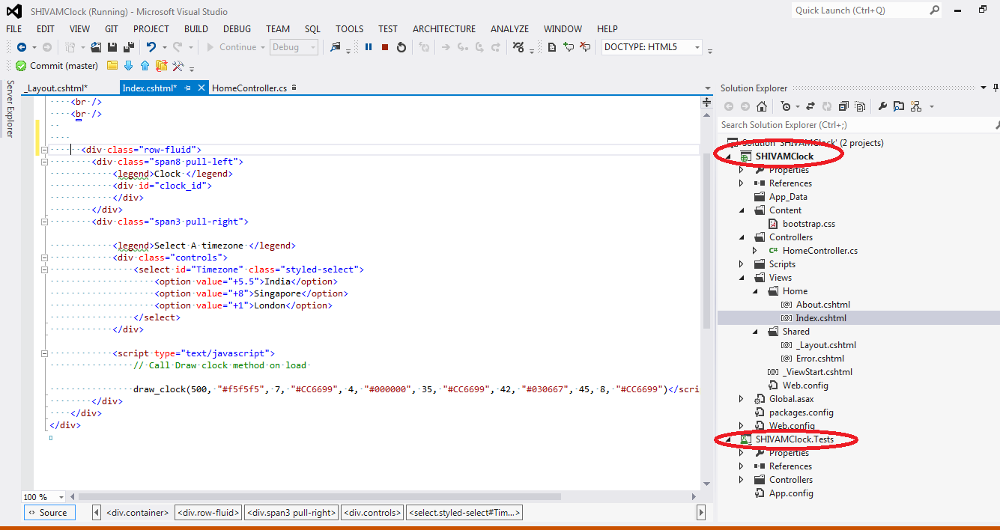 SHIVAMClock (Running) - Microsoft Visual Studio
Quick Launch (Ctrl+Q)
FILE EDIT VIEW GIT PROJECT BUILD DEBUG TEAM SQL TOOLS TEST ARCHITECTURE ANALYZE WINDOW HELP
Continue Debug DOCTYPE: HTML5
Commit (master)
Server Explorer
_Layout.cshtml* Index.cshtml* HomeController.cs
<br />
<br />
<div class="row-fluid">
<div class="span8 pull-left">
<legend>Clock </legend>
<div id="clock_id">
</div>
</div>
<div class="span3 pull-right">
<legend>Select A timezone </legend>
<div class="controls">
<select id="Timezone" class="styled-select">
<option value="+5.5">India</option>
<option value="+8">Singapore</option>
<option value="+1">London</option>
</select>
</div>
<script type="text/javascript">
// Call Draw clock method on load
draw_clock(500, "#f5f5f5", 7, "#CC6699", 4, "#000000", 35, "#CC6699", 42, "#030667", 45, 8, "#CC6699")</scri
</div>
</div>
</div>
100 %
Source <div.container> <div.row-fluid> <div.span3 pull-right> <div.controls> <select.styled-select#Tim...>
Solution Explorer
Search Solution Explorer (Ctrl+;)
Solution 'SHIVAMClock' (2 projects)
SHIVAMClock
Properties
References
App_Data
Content
bootstrap.css
Controllers
C# HomeController.cs
Scripts
Views
Home
[@] About.cshtml
[@] Index.cshtml
Shared
[@] _Layout.cshtml
[@] Error.cshtml
[@] _ViewStart.cshtml
Web.config
Global.asax
packages.config
Web.config
SHIVAMClock.Tests
Properties
References
Controllers
App.config